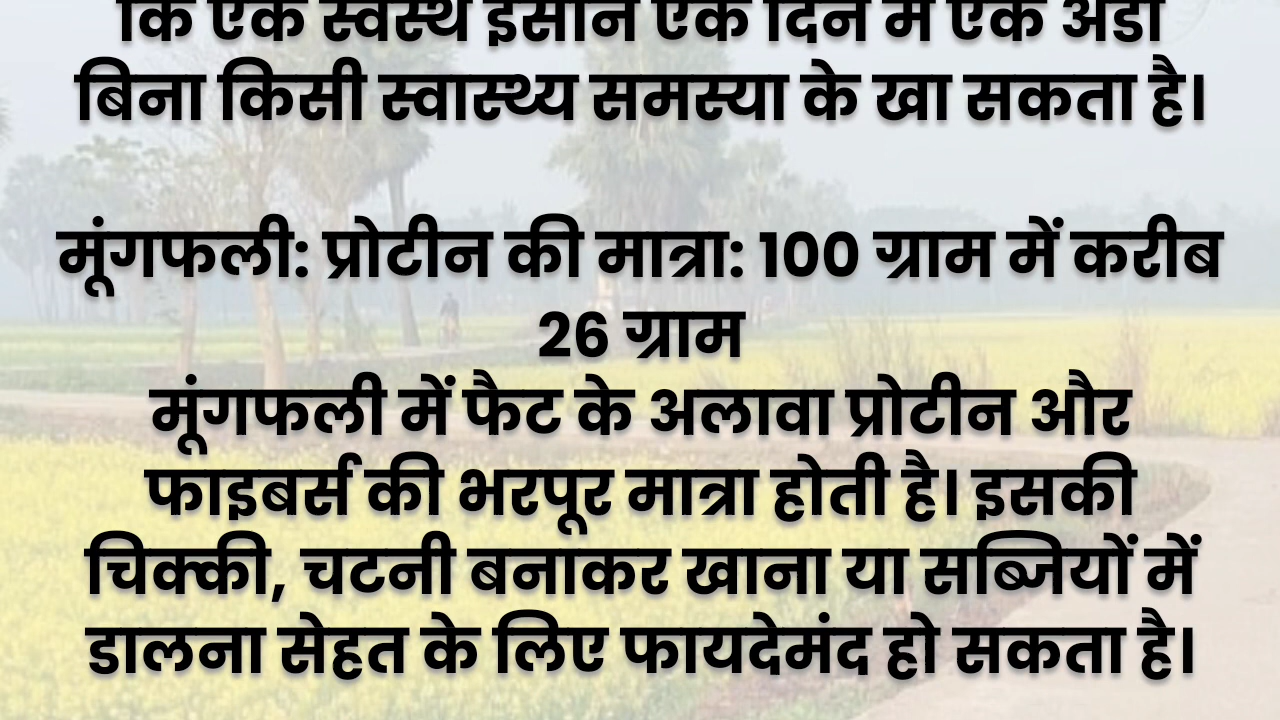 कि एक स्वस्थ इंसान एक दिन में एक अंडा
बिना किसी स्वास्थ्य समस्या के खा सकता है।
मूंगफली: प्रोटीन की मात्रा: 100 ग्राम में करीब
26 ग्राम
मूंगफली में फैट के अलावा प्रोटीन और
फाइबर्स की भरपूर मात्रा होती है। इसकी
चिक्की, चटनी बनाकर खाना या सब्जियों में
डालना सेहत के लिए फायदेमंद हो सकता है।